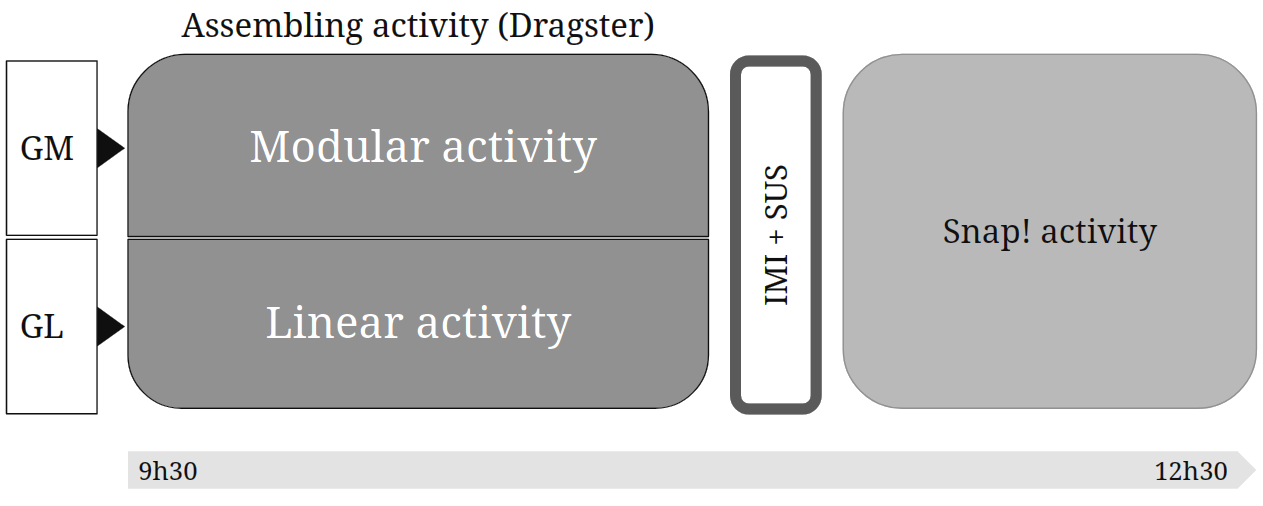 Assembling activity (Dragster)
GM
Modular activity
GL
Linear activity
IMI + SUS
Snap! activity
9h30
12h30